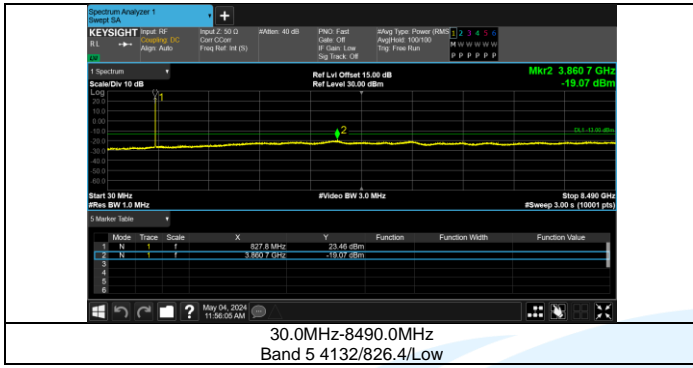 Spectrum Analyzer 1
Swept SA
+
KEYSIGHT Input: RF Input Z: 50 Ω #Atten: 40 dB PNO: Fast #Avg Type: Power (RMS 1 2 3 4 5 6
RL Coupling: DC Corr CCorr Gate: Off Avg|Hold: 100/100 M W W W W W
Align: Auto Freq Ref: Int (S) IF Gain: Low Trig: Free Run P P P P P P
Sig Track: Off
1 Spectrum Ref Lvl Offset 15.00 dB Mkr2 3.860 7 GHz
Scale/Div 10 dB Ref Level 30.00 dBm -19.07 dBm
Log
20.0 1
10.0
0.00
-10.0 2 DL1 -13.00 dBm
-20.0
-30.0
-40.0
-50.0
-60.0
Start 30 MHz #Video BW 3.0 MHz Stop 8.490 GHz
#Res BW 1.0 MHz #Sweep 3.00 s (10001 pts)
5 Marker Table
Mode Trace Scale X Y Function Function Width Function Value
1 N 1 f 827.8 MHz 23.46 dBm
2 N 1 f 3.860 7 GHz -19.07 dBm
3
4
5
6
? May 04, 2024
11:56:05 AM
30.0MHz-8490.0MHz
Band 5 4132/826.4/Low